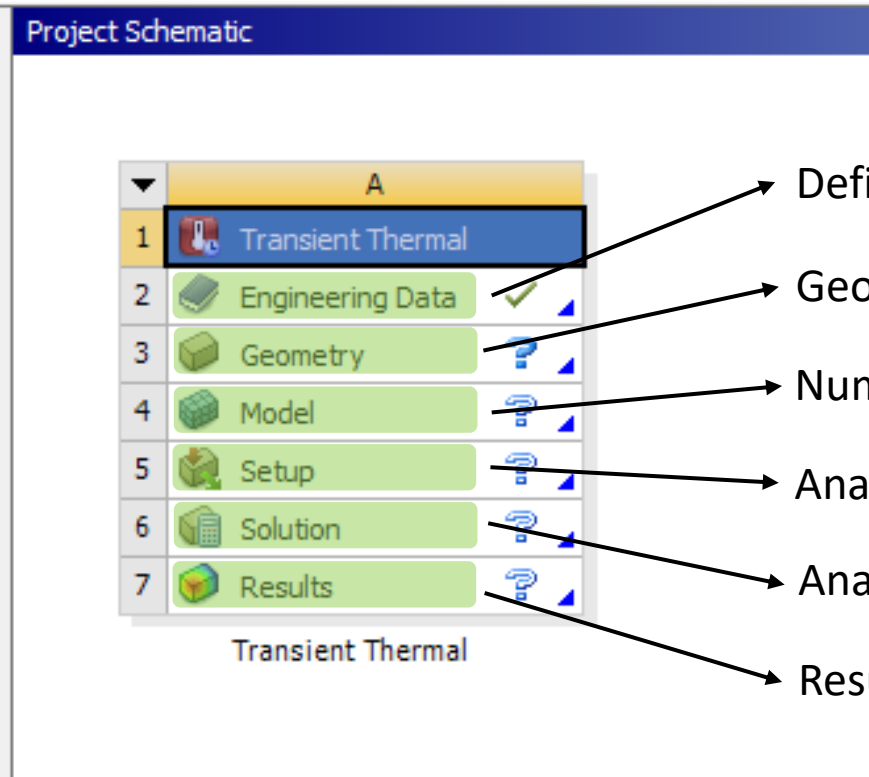 Project Schematic
A
1 Transient Thermal
2 Engineering Data
3 Geometry
4 Model
5 Setup
6 Solution
7 Results
Transient Thermal